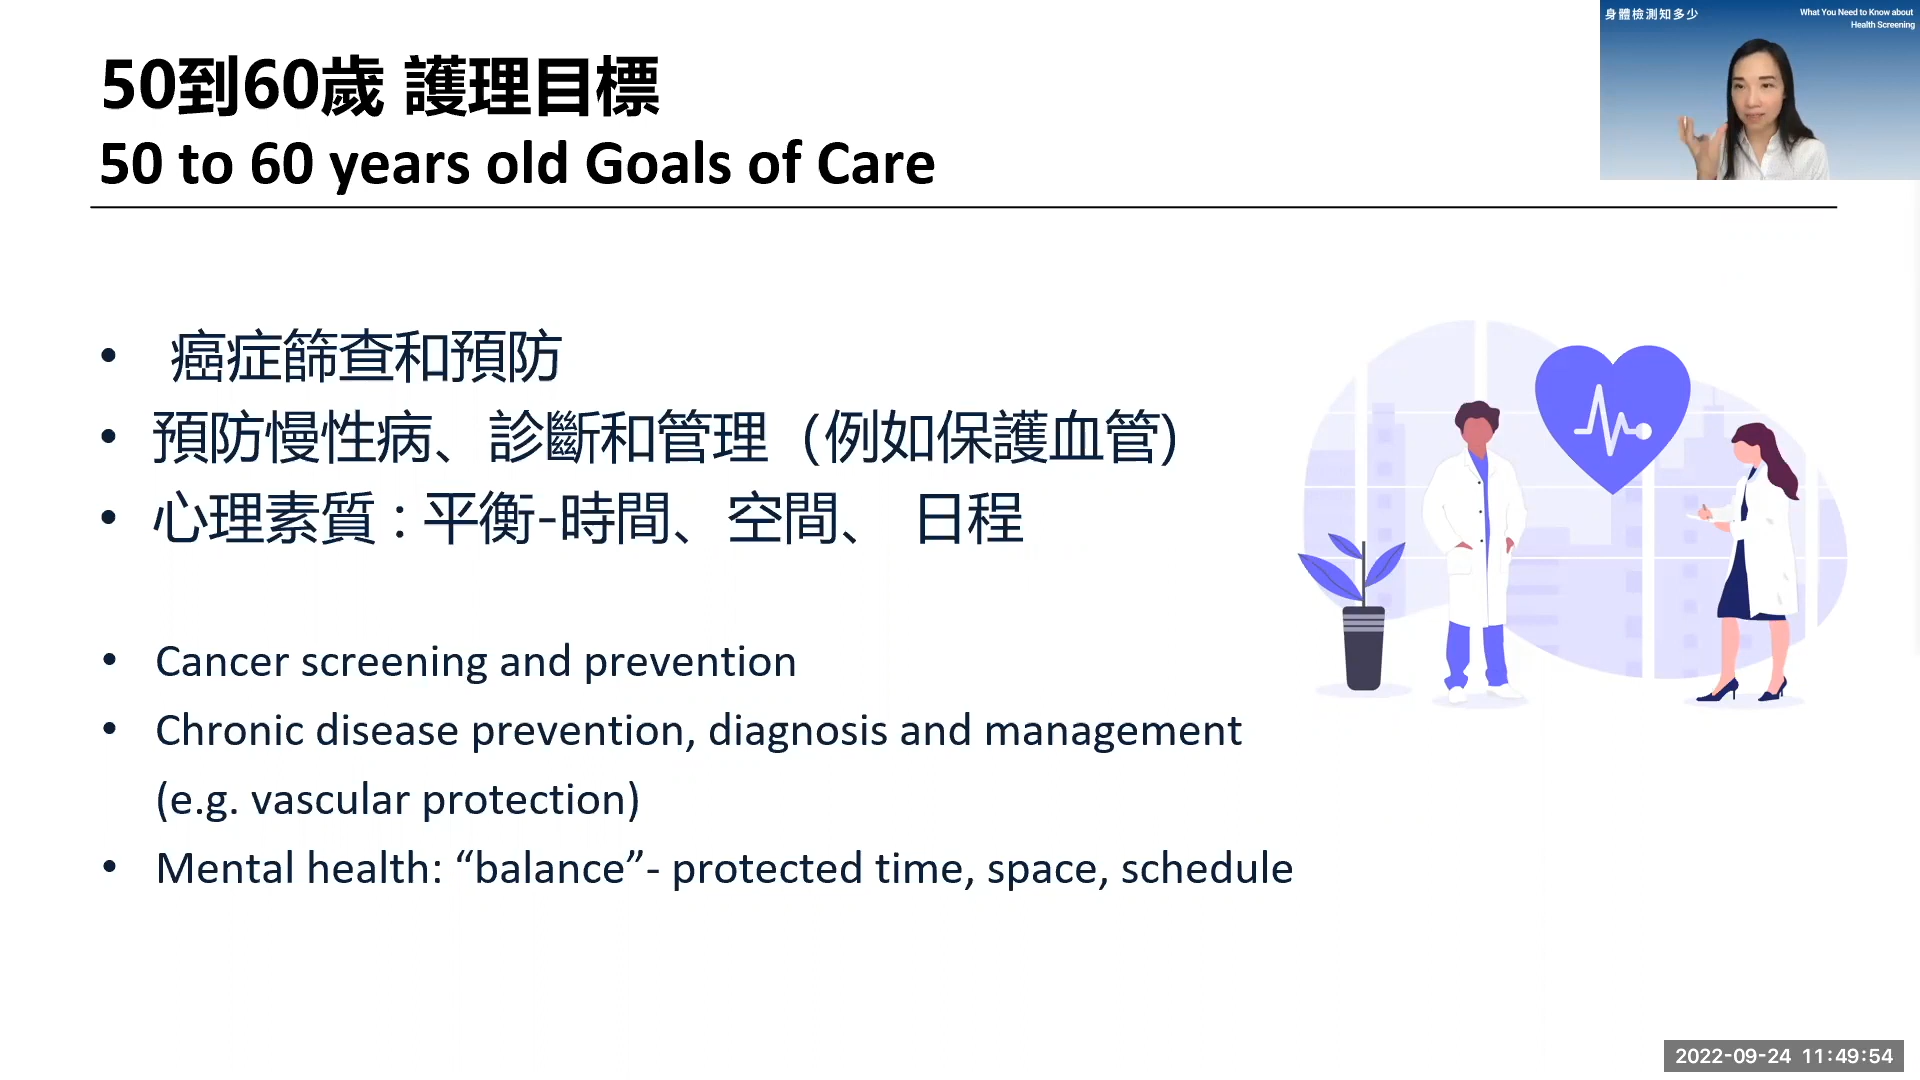 50到60歲 護理目標
50 to 60 years old Goals of Care
身體檢測知多少
What You Need to Know about
Health Screening
• 癌症篩查和預防
• 預防慢性病、診斷和管理（例如保護血管)
• 心理素質：平衡-時間、空間、 日程
• Cancer screening and prevention
• Chronic disease prevention, diagnosis and management
(e.g. vascular protection)
• Mental health: “balance”- protected time, space, schedule
2022-09-24 11:49:54